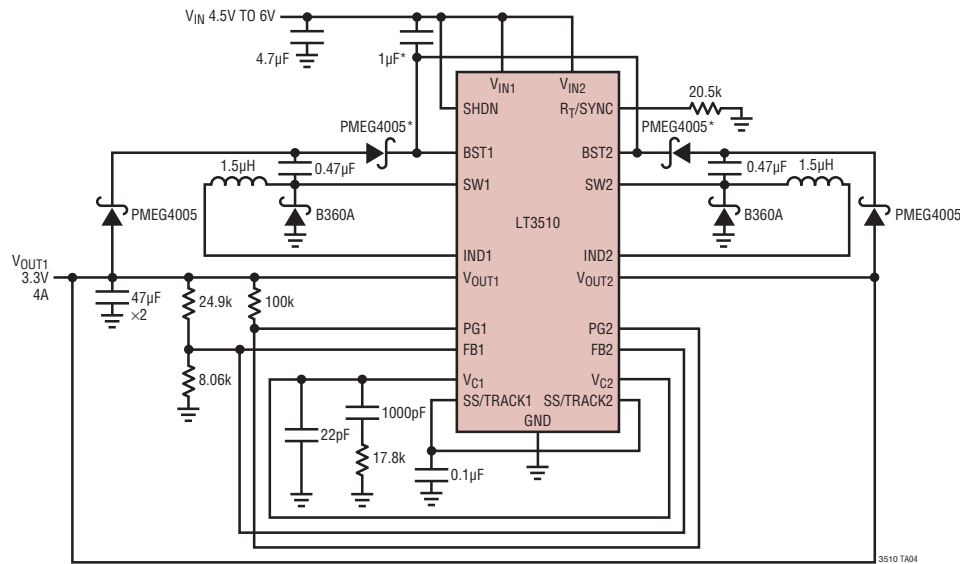 VIN 4.5V TO 6V
4.7µF
1µF*
VIN1
VIN2
SHDN
RT/SYNC
20.5k
PMEG4005*
PMEG4005*
BST1
BST2
0.47µF
0.47µF
1.5µH
1.5µH
SW1
SW2
PMEG4005
B360A
LT3510
B360A
PMEG4005
IND1
IND2
VOUT1
3.3V
4A
VOUT1
VOUT2
47µF
×2
24.9k
100k
PG1
PG2
FB1
FB2
8.06k
VC1
VC2
SS/TRACK1
SS/TRACK2
1000pF
GND
22pF
17.8k
0.1µF
3510 TA04